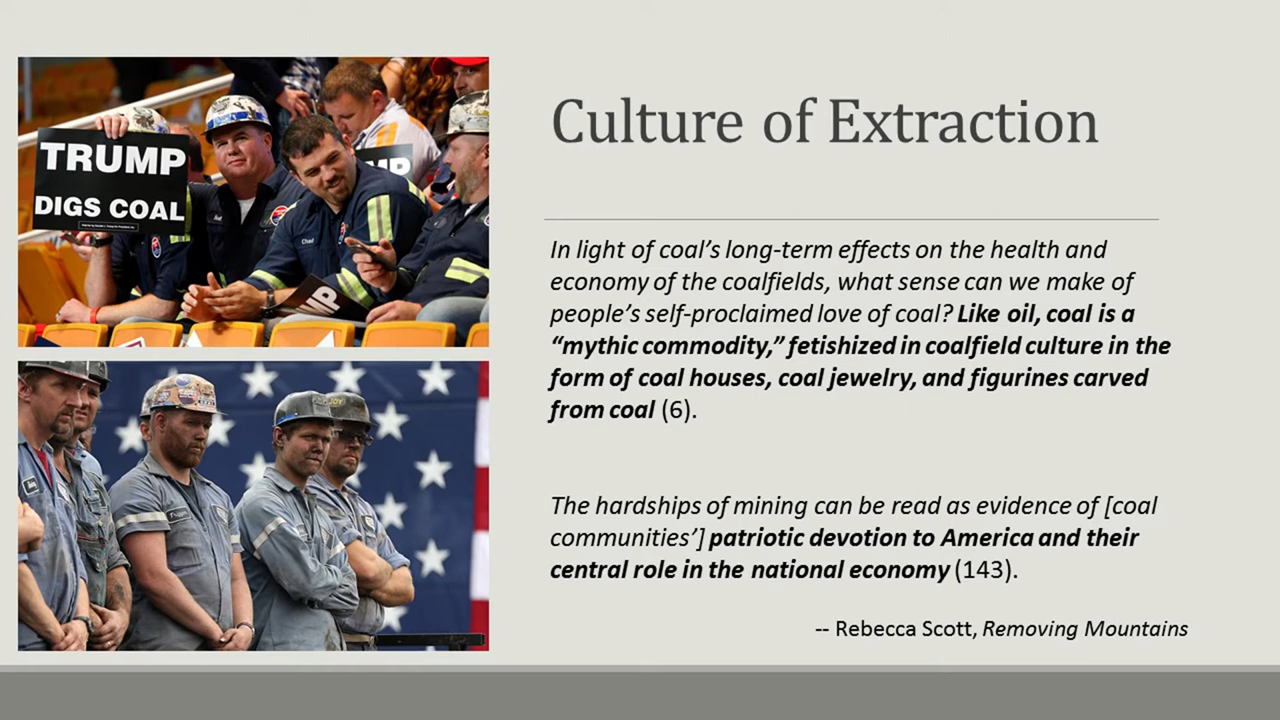 TRUMP
DIGS COAL
MP
MP
Chad
JOY
Culture of Extraction
In light of coal’s long-term effects on the health and
economy of the coalfields, what sense can we make of
people’s self-proclaimed love of coal? Like oil, coal is a
“mythic commodity,” fetishized in coalfield culture in the
form of coal houses, coal jewelry, and figurines carved
from coal (6).
The hardships of mining can be read as evidence of [coal
communities’] patriotic devotion to America and their
central role in the national economy (143).
-- Rebecca Scott, Removing Mountains